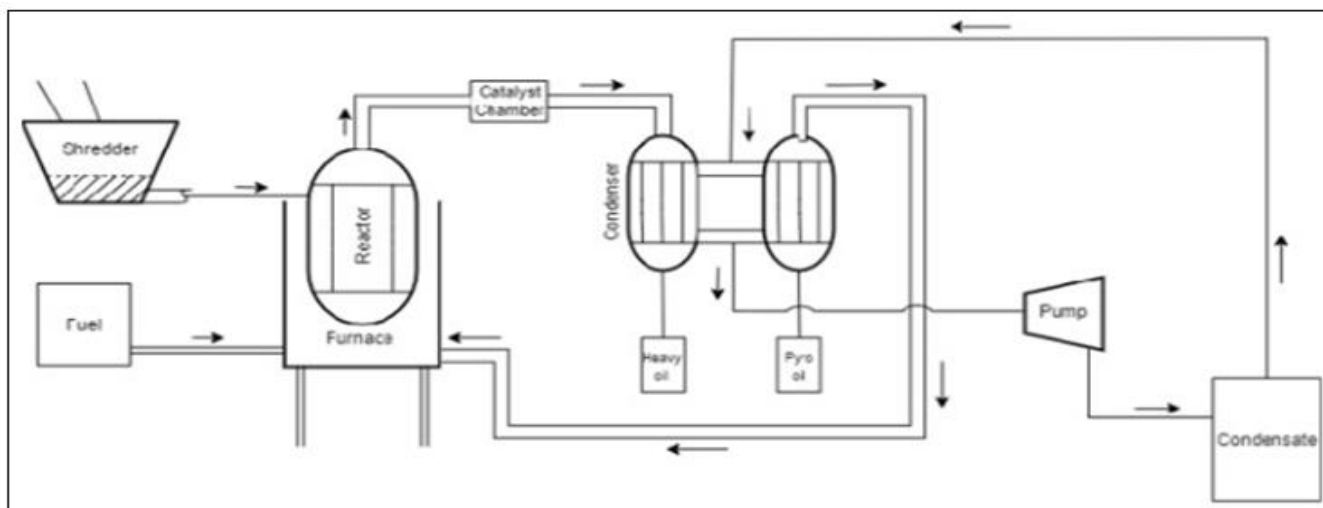 Catalyst
Chamber
Shredder
Reactor
Condenser
Fuel
Furnace
Pump
Heavy
oil
Pyro
oil
Condensate